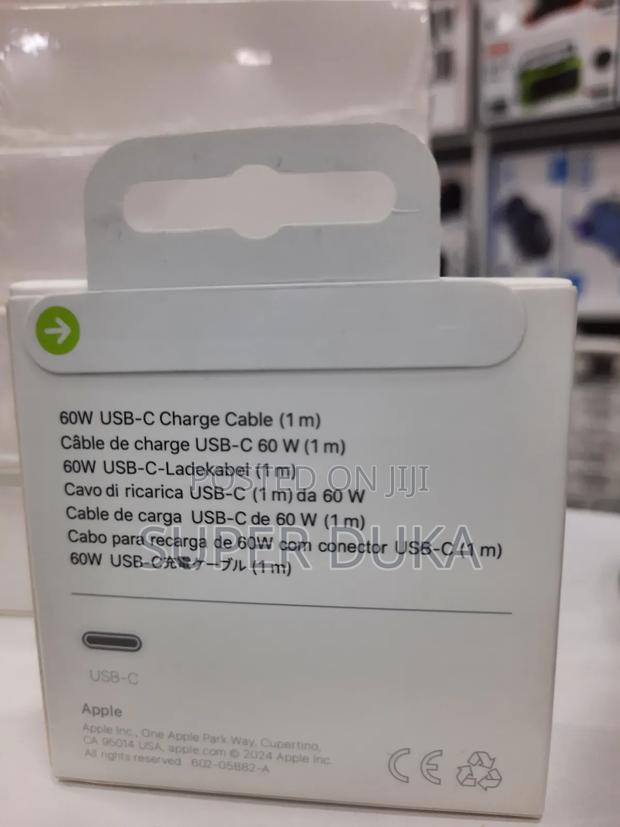 60W USB-C Charge Cable (1 m)
Câble de charge USB-C 60 W (1 m)
60W USB-C-Ladekabel (1 m)
Cavo di ricarica USB-C (1 m) da 60 W
Cable de carga USB-C de 60 W (1 m)
Cabo para recarga de 60W com conector USB-C (1 m)
60W USB-C充電ケーブル (1 m)
POSTED ON JIJI
SUPER DUKA
USB-C
Apple
Apple Inc., One Apple Park Way, Cupertino,
CA 95014 USA, apple.com © 2024 Apple Inc.
All rights reserved. 602-05882-A
CE